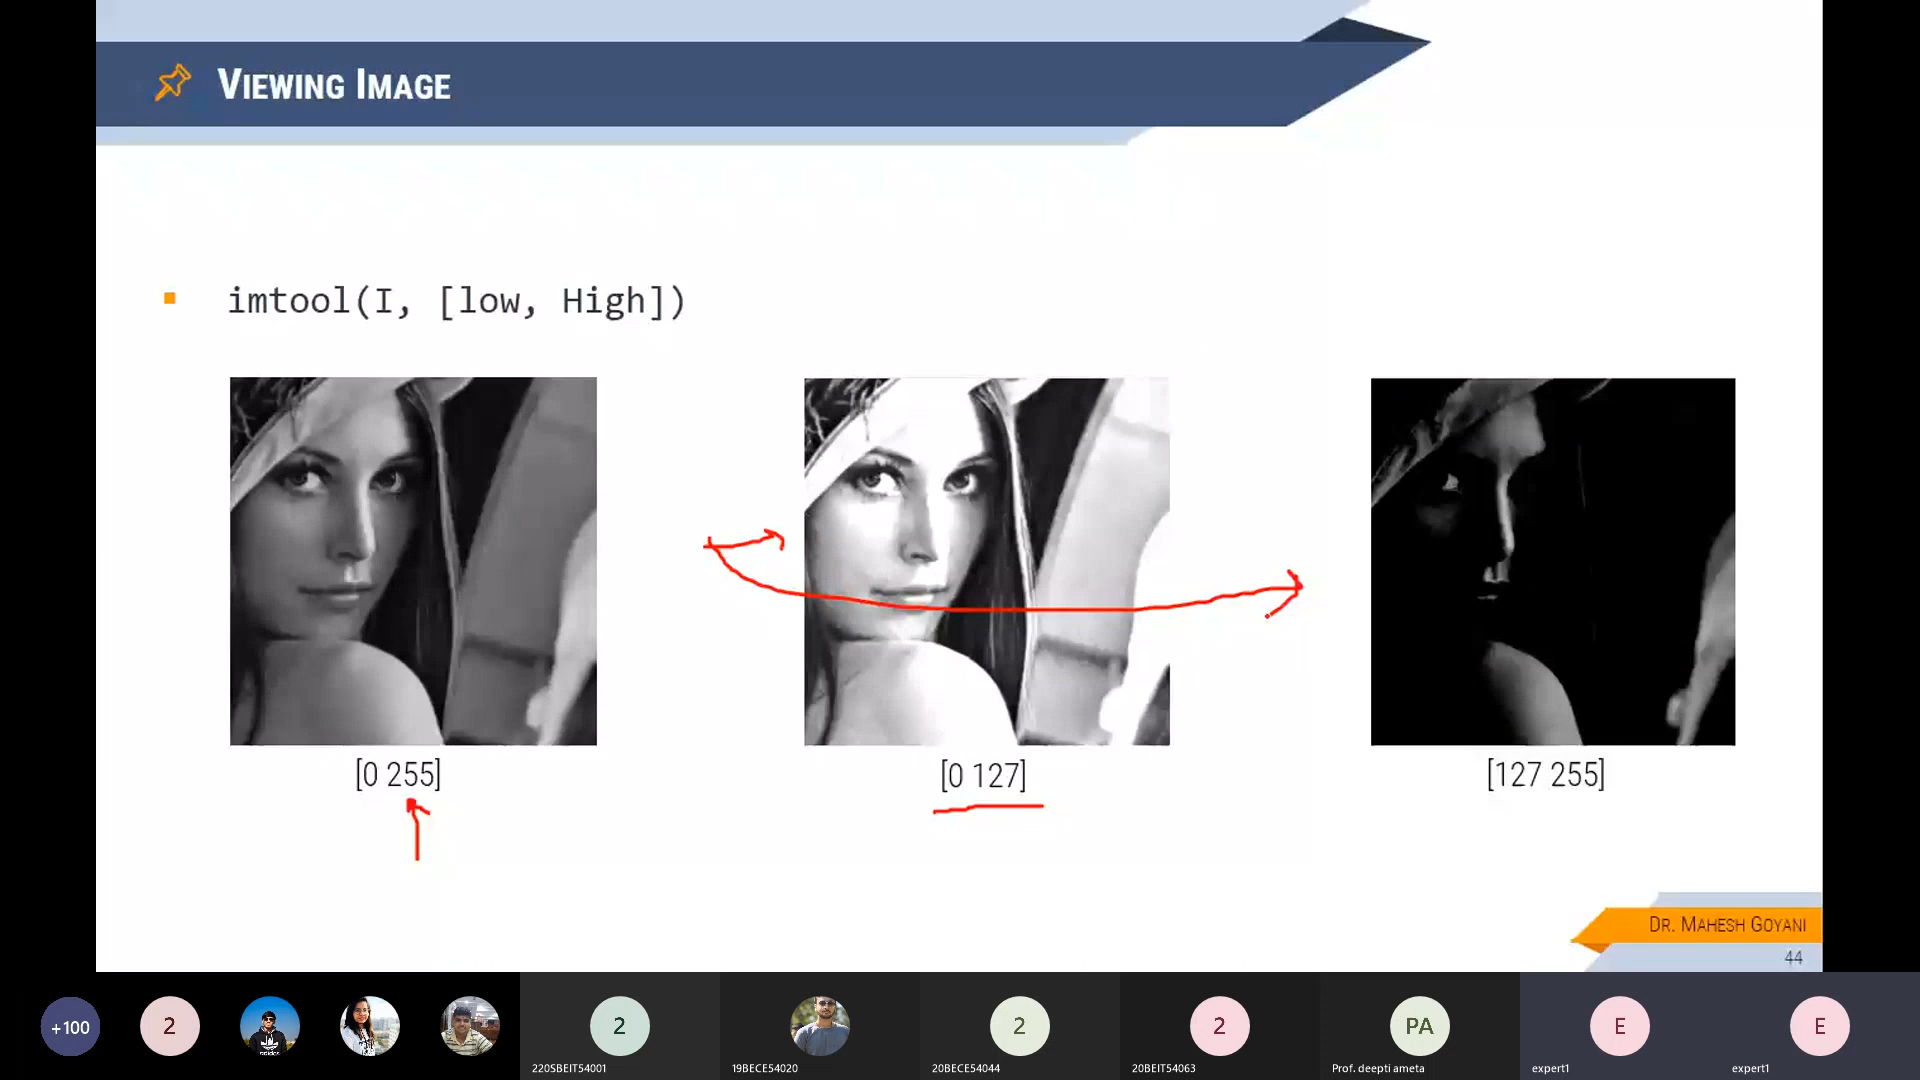 VIEWING IMAGE
imtool(I, [low, High])
[0 255]
[0 127]
[127 255]
DR. MAHESH GOYANI
44
+100
2
2
2
2
PA
E
E
220SBEIT54001
19BECE54020
20BECE54044
20BEIT54063
Prof. deepti ameta
expert1
expert1